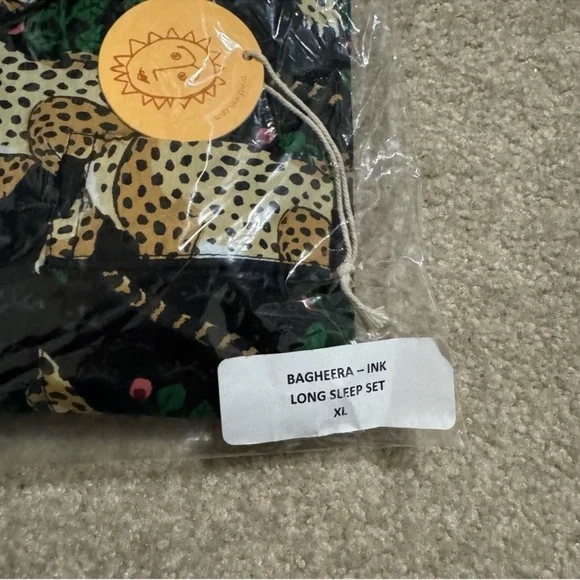 BAGHEERA – INK
LONG SLEEP SET
XL